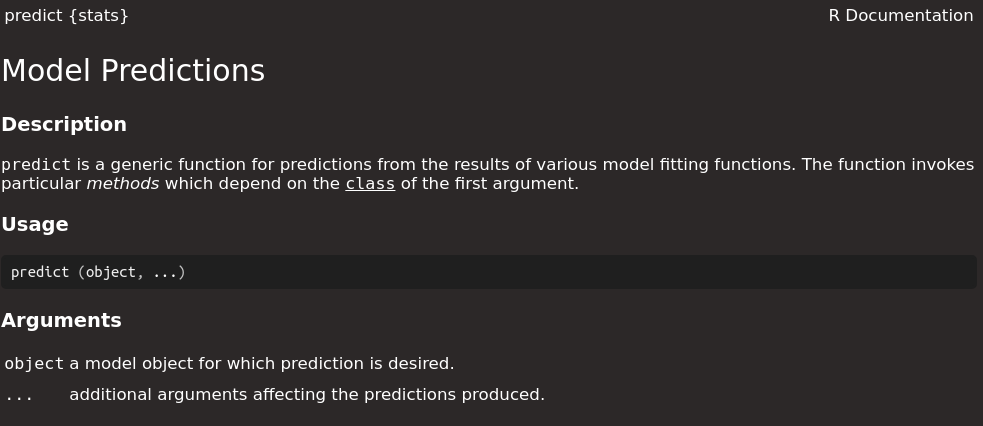 predict {stats} R Documentation
Model Predictions
Description
predict is a generic function for predictions from the results of various model fitting functions. The function invokes
particular methods which depend on the class of the first argument.
Usage
predict (object, ...)
Arguments
object a model object for which prediction is desired.
... additional arguments affecting the predictions produced.